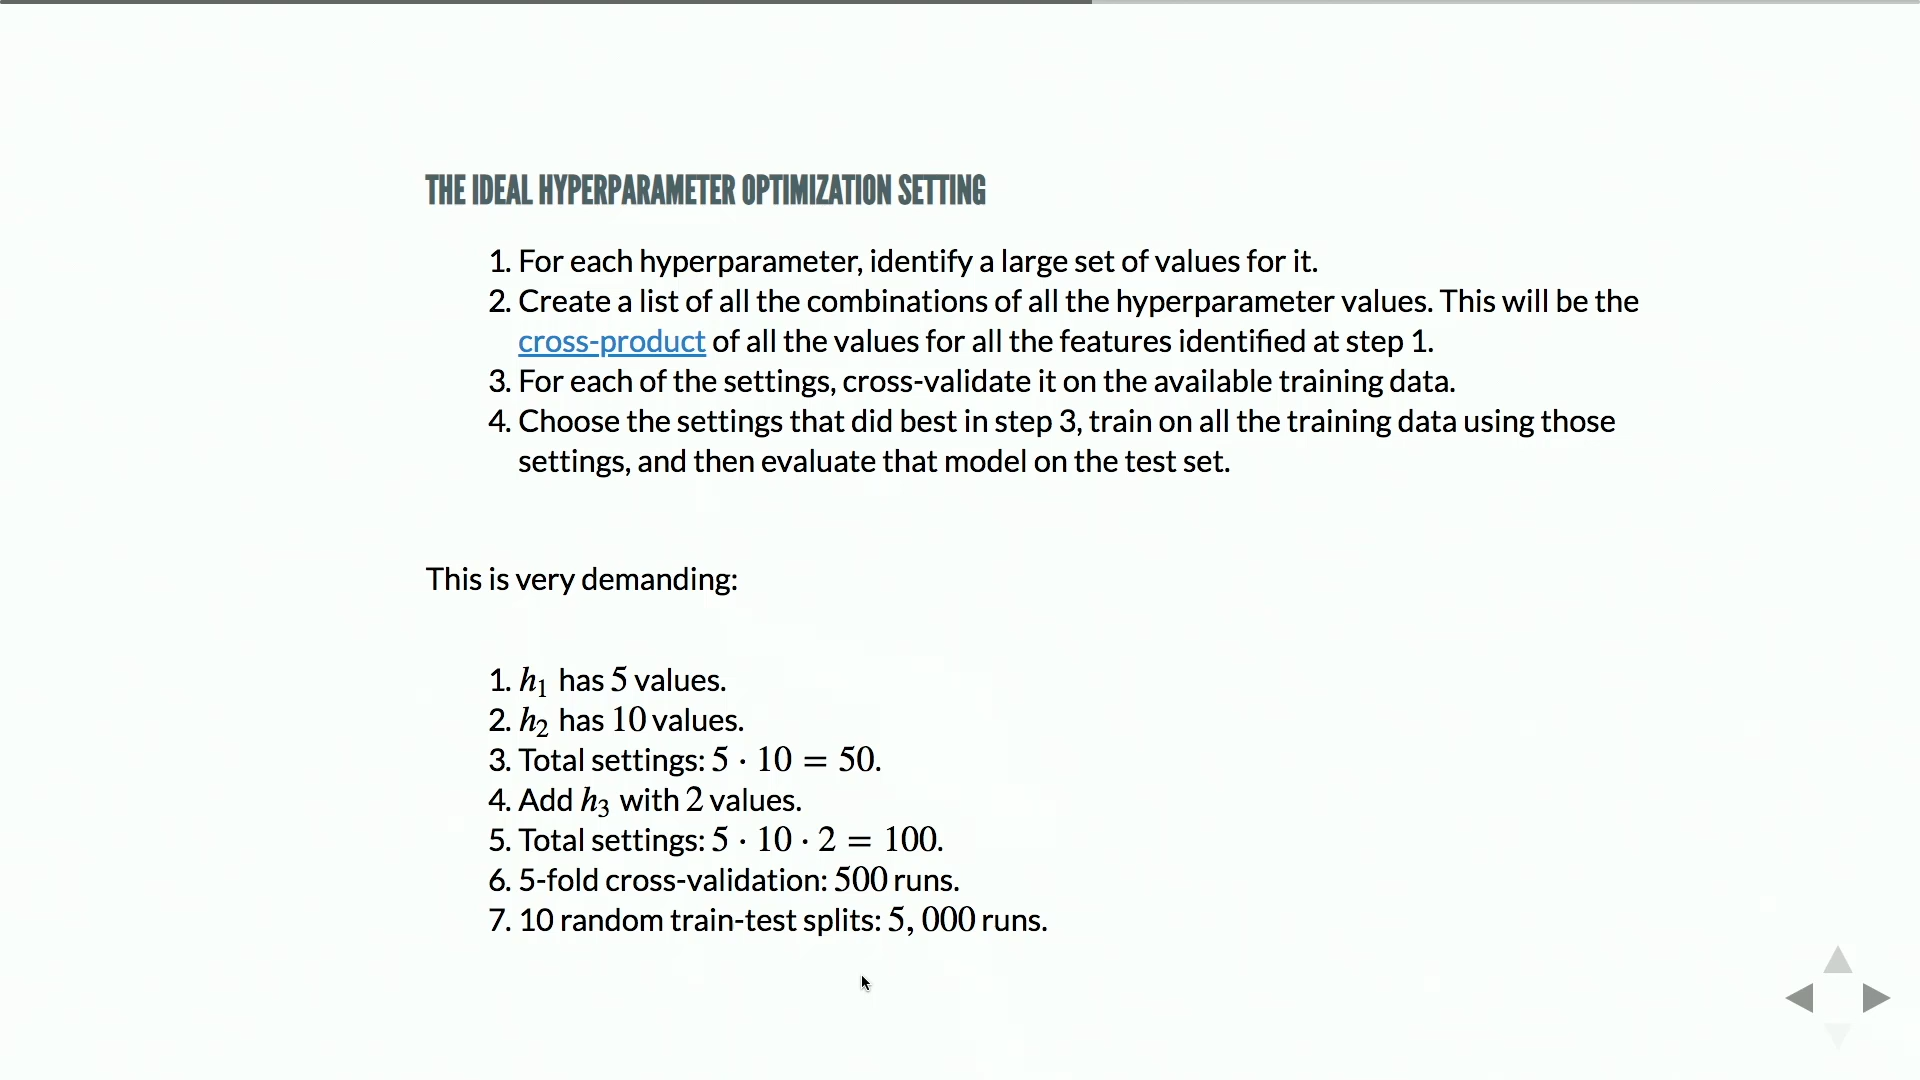 THE IDEAL HYPERPARAMETER OPTIMIZATION SETTING
1. For each hyperparameter, identify a large set of values for it.
2. Create a list of all the combinations of all the hyperparameter values. This will be the
cross-product of all the values for all the features identified at step 1.
3. For each of the settings, cross-validate it on the available training data.
4. Choose the settings that did best in step 3, train on all the training data using those
settings, and then evaluate that model on the test set.
This is very demanding:
1. h₁ has 5 values.
2. h₂ has 10 values.
3. Total settings: 5 · 10 = 50.
4. Add h₃ with 2 values.
5. Total settings: 5 · 10 · 2 = 100.
6. 5-fold cross-validation: 500 runs.
7. 10 random train-test splits: 5, 000 runs.